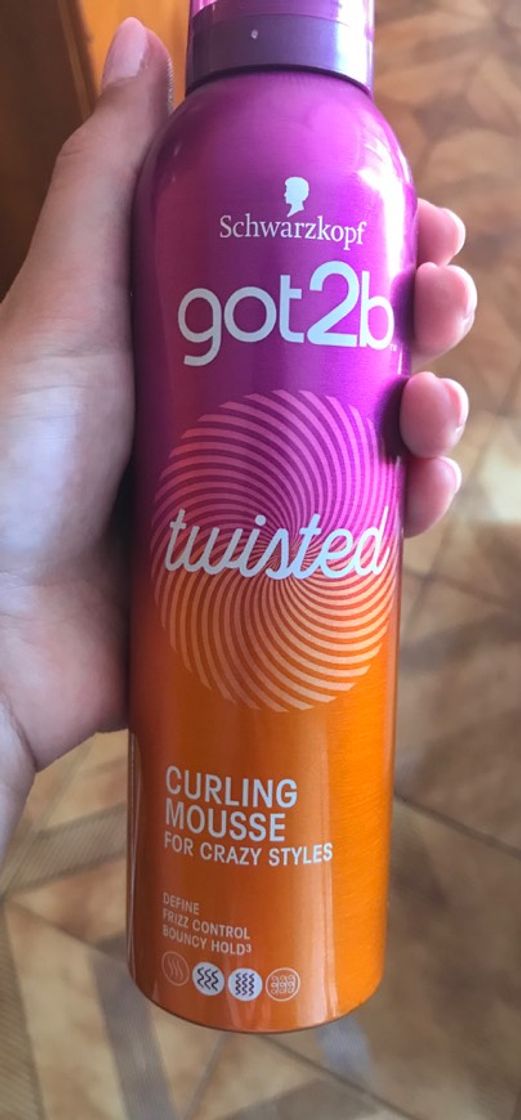 Schwarzkopf
got2b
twisted
CURLING
MOUSSE
FOR CRAZY STYLES
DEFINE
FRIZZ CONTROL
BOUNCY HOLD³